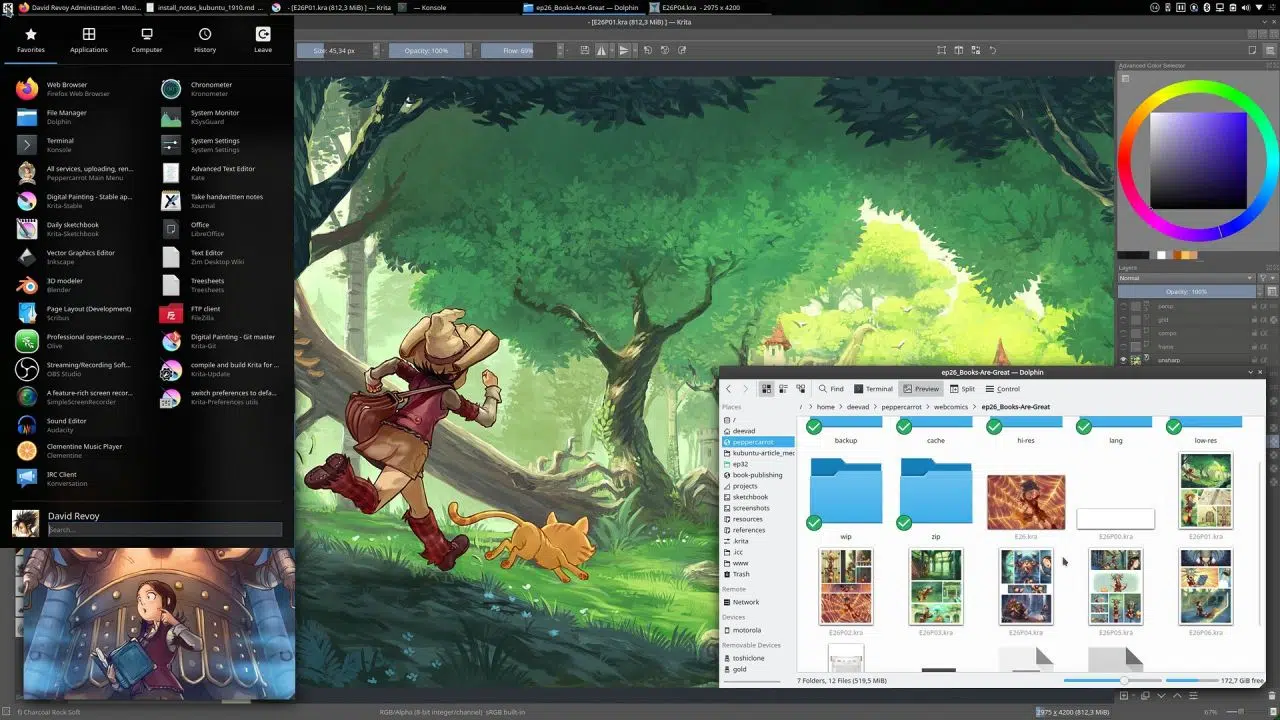 David Revoy Administration - Mozi...
install_notes_kubuntu_1910.md ...
- [E26P01.kra (812,3 MiB) ] — Krita
— Konsole
ep26_Books-Are-Great — Dolphin
E26P04.kra - 2975 x 4200
- [E26P01.kra (812,3 MiB) ] — Krita
Favorites
Applications
Computer
History
Leave
Size: 45,34 px
Opacity: 100%
Flow: 69%
Advanced Color Selector
Web Browser
Firefox Web Browser
File Manager
Dolphin
Terminal
Konsole
All services, uploading, ren...
Peppercarrot Main Menu
Digital Painting - Stable ap...
Krita-Stable
Daily sketchbook
Krita-Sketchbook
Vector Graphics Editor
Inkscape
3D modeler
Blender
Page Layout (Development)
Scribus
Professional open-source ...
Olive
Streaming/Recording Soft...
OBS Studio
A feature-rich screen recor...
SimpleScreenRecorder
Sound Editor
Audacity
Clementine Music Player
Clementine
IRC Client
Konversation
Chronometer
Kronometer
System Monitor
KSysGuard
System Settings
System Settings
Advanced Text Editor
Kate
Take handwritten notes
Xournal
Office
LibreOffice
Text Editor
Zim Desktop Wiki
Treesheets
Treesheets
FTP client
FileZilla
Digital Painting - Git master
Krita-Git
compile and build Krita for ...
Krita-Update
switch preferences to defa...
Krita-Preferences utils
David Revoy
Search...
Layers
Normal
Opacity: 100%
persp
grid
compo
frame
unsharp
ep26_Books-Are-Great — Dolphin
Find
Terminal
Preview
Split
Control
Places
/
deevad
peppercarrot
kubuntu-article_med
ep32
book-publishing
projects
sketchbook
screenshots
resources
references
.krita
.icc
www
Trash
Remote
Network
Devices
motorola
Removable Devices
toshiclone
gold
/ home deevad peppercarrot webcomics ep26_Books-Are-Great
backup
cache
hi-res
lang
low-res
wip
zip
E26.kra
E26P00.kra
E26P01.kra
E26P02.kra
E26P03.kra
E26P04.kra
E26P05.kra
E26P06.kra
7 Folders, 12 Files (519,5 MiB)
172,7 GiB free
f) Charcoal Rock Soft
RGB/Alpha (8-bit integer/channel) sRGB built-in
2975 x 4200 (812,3 MiB)
67%